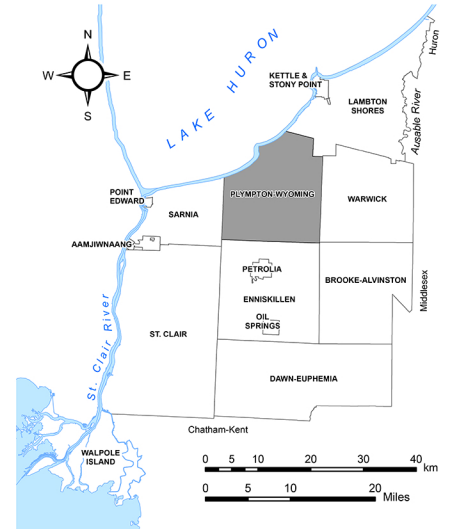 N
W
E
S
LAKE HURON
Huron
KETTLE &
STONY POINT
LAMBTON
SHORES
Ausable River
POINT
EDWARD
PLYMPTON-WYOMING
WARWICK
SARNIA
AAMJIWNAANG
PETROLIA
BROOKE-ALVINSTON
Middlesex
ENNISKILLEN
OIL
SPRINGS
ST. CLAIR
St. Clair River
DAWN-EUPHEMIA
Chatham-Kent
WALPOLE
ISLAND
0 10 20 30 40
km
0 10 20
Miles